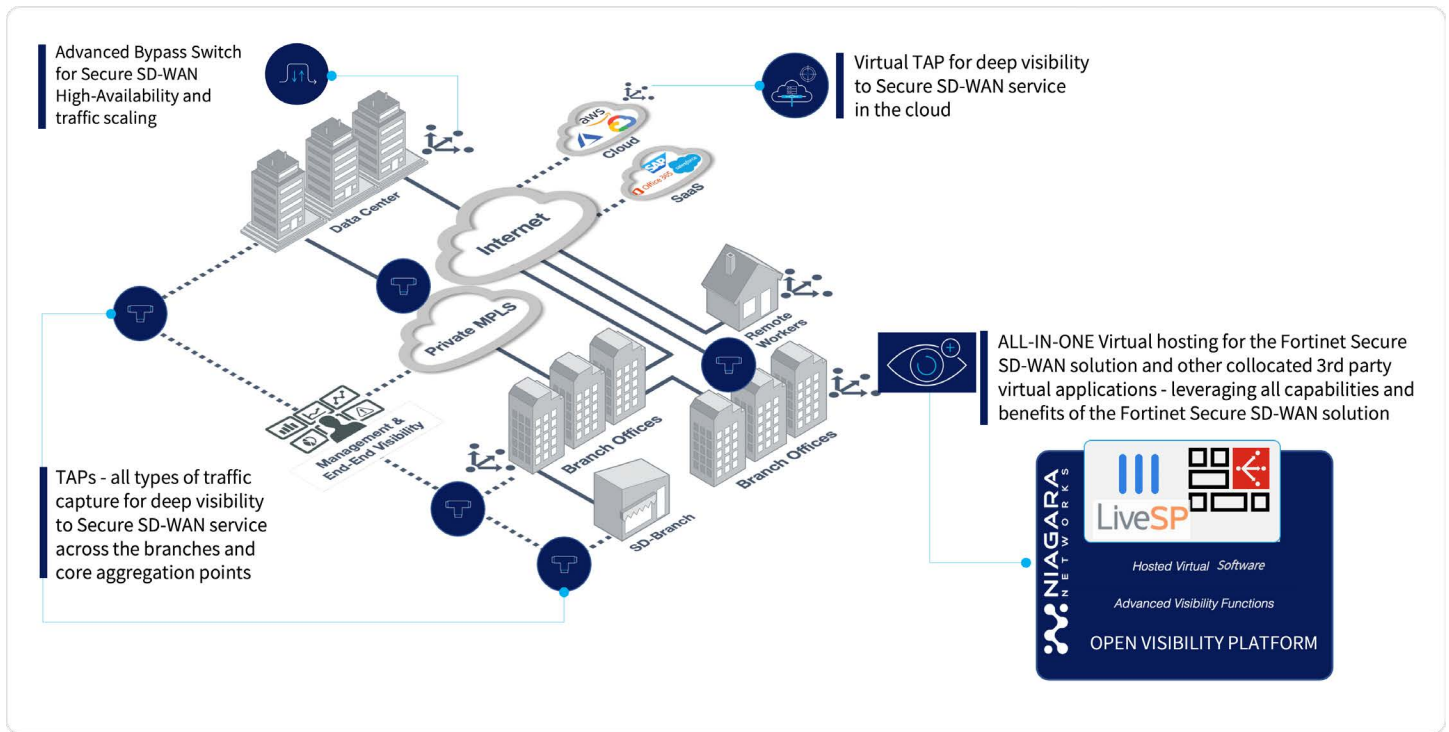 Advanced Bypass Switch
for Secure SD-WAN
High-Availability and
traffic scaling
Virtual TAP for deep visibility
to Secure SD-WAN service
in the cloud
aws
Cloud
SAP
salesforce
Office 365
SaaS
Data Center
Internet
Private MPLS
Remote
Workers
Management &
End-End Visibility
Branch Offices
Branch Offices
SD-Branch
ALL-IN-ONE Virtual hosting for the Fortinet Secure
SD-WAN solution and other collocated 3rd party
virtual applications - leveraging all capabilities and
benefits of the Fortinet Secure SD-WAN solution
TAPs - all types of traffic
capture for deep visibility
to Secure SD-WAN service
across the branches and
core aggregation points
NIAGARA
NETWORKS
LiveSP
Hosted Virtual Software
Advanced Visibility Functions
OPEN VISIBILITY PLATFORM